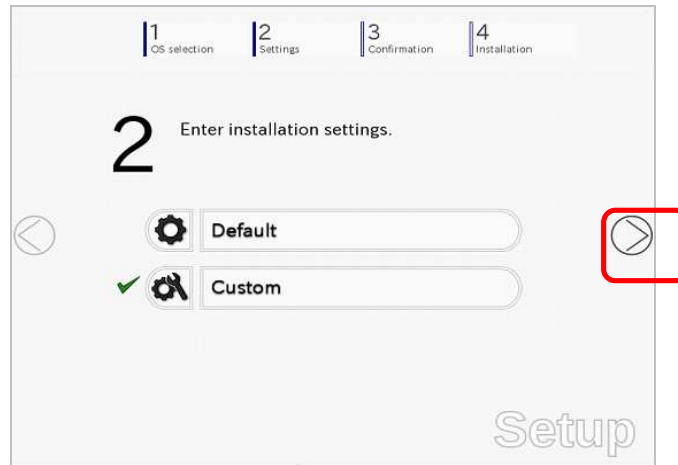 1
OS selection
2
Settings
3
Confirmation
4
Installation
2
Enter installation settings.
Default
Custom
Setup